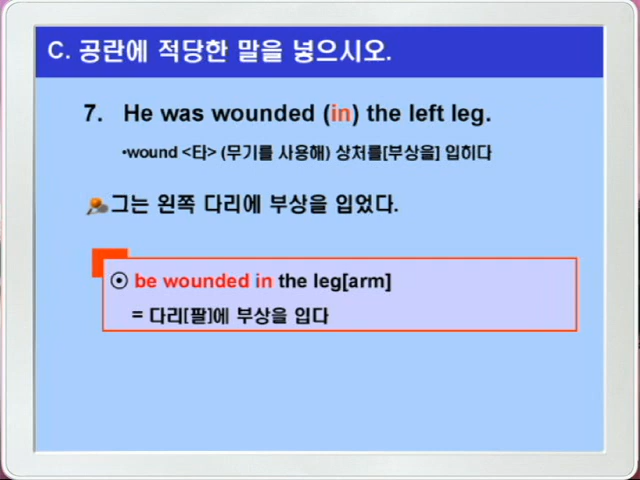 C. 공란에 적당한 말을 넣으시오.
7. He was wounded (in) the left leg.
•wound <타> (무기를 사용해) 상처를[부상을] 입히다
그는 왼쪽 다리에 부상을 입었다.
⊙ be wounded in the leg[arm]
= 다리[팔]에 부상을 입다